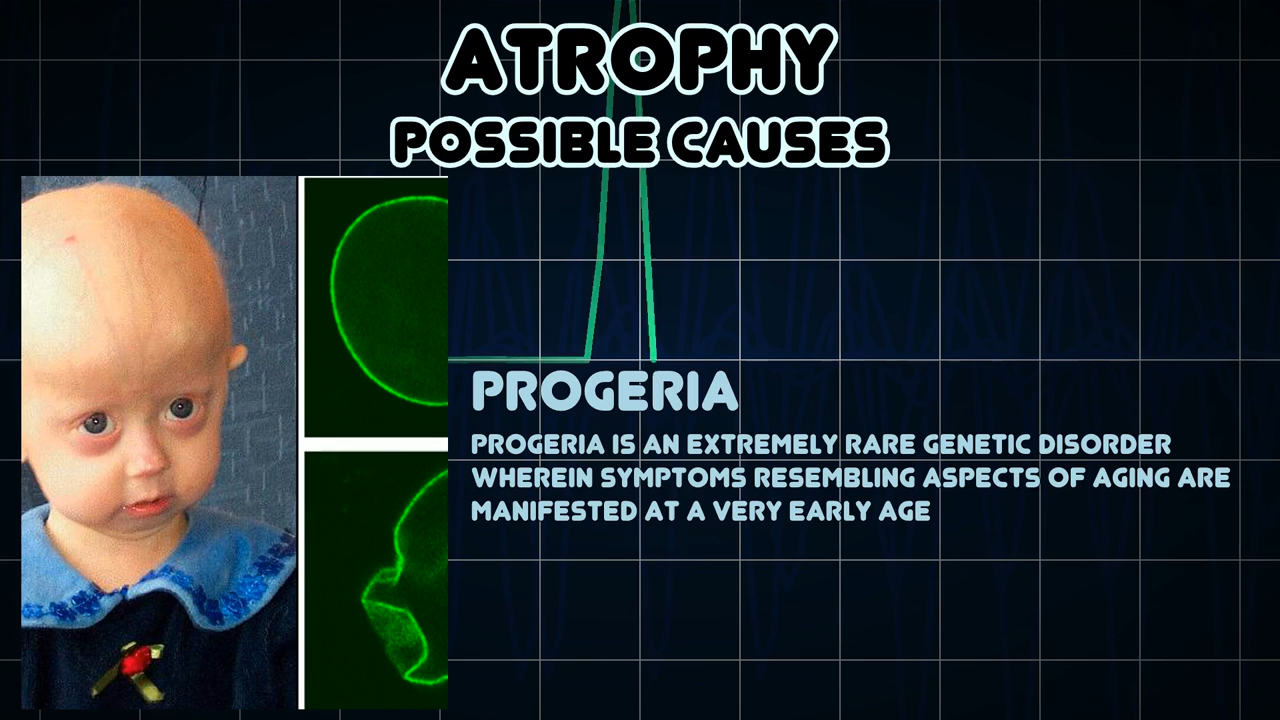 ATROPHY
POSSIBLE CAUSES
PROGERIA
PROGERIA IS AN EXTREMELY RARE GENETIC DISORDER
WHEREIN SYMPTOMS RESEMBLING ASPECTS OF AGING ARE
MANIFESTED AT A VERY EARLY AGE